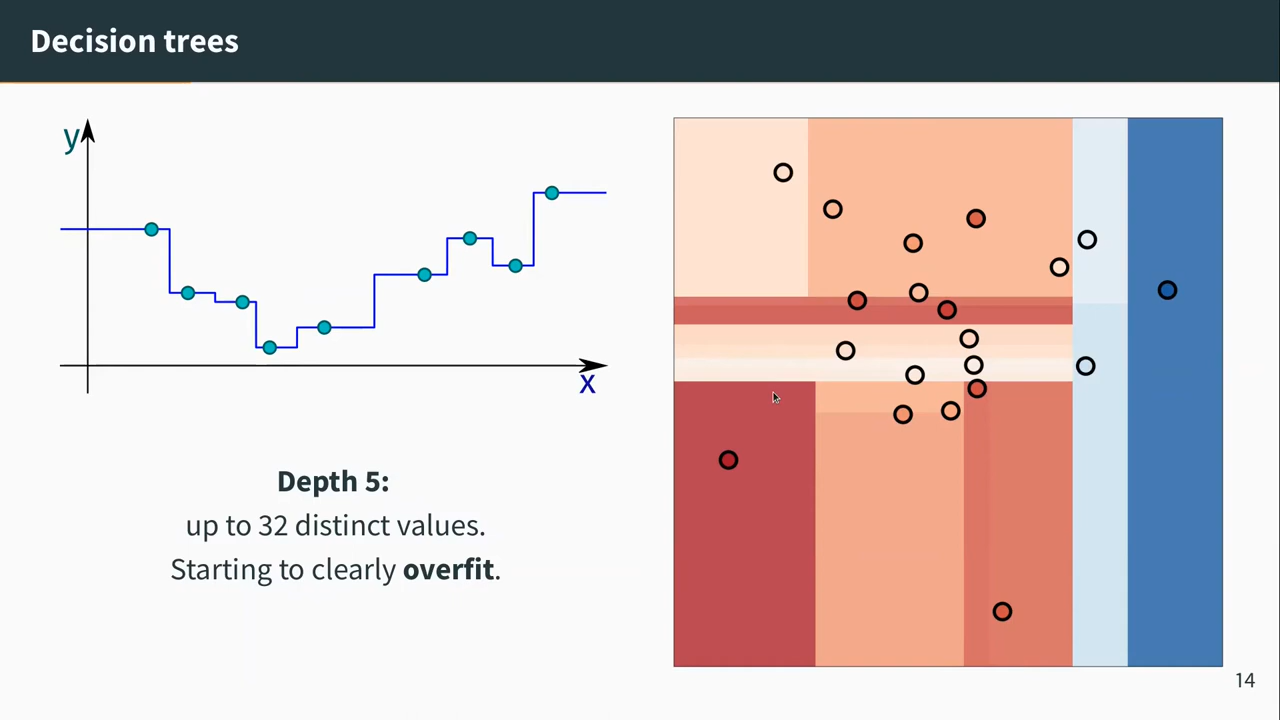 Decision trees
y
x
Depth 5:
up to 32 distinct values.
Starting to clearly overfit.
14